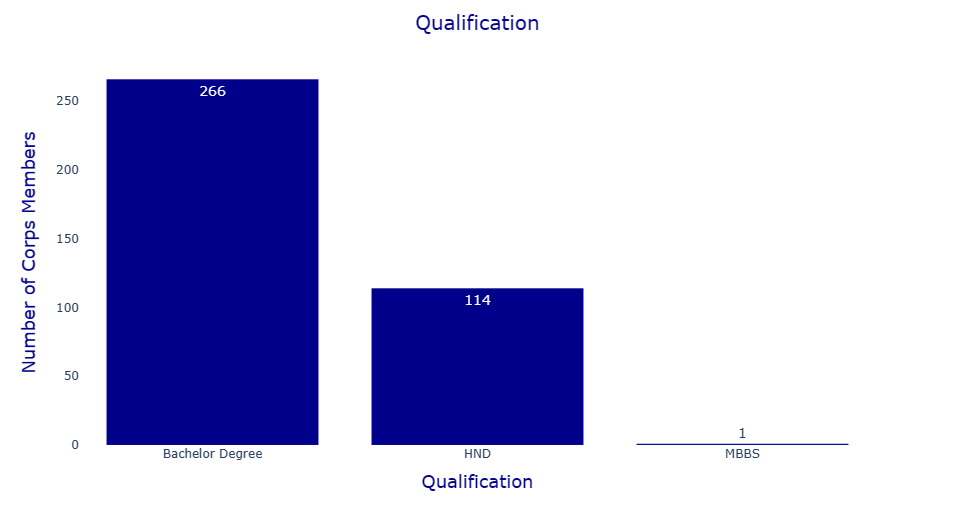 Qualification
Number of Corps Members
250
200
150
100
50
0
266
114
1
Bachelor Degree
HND
MBBS
Qualification